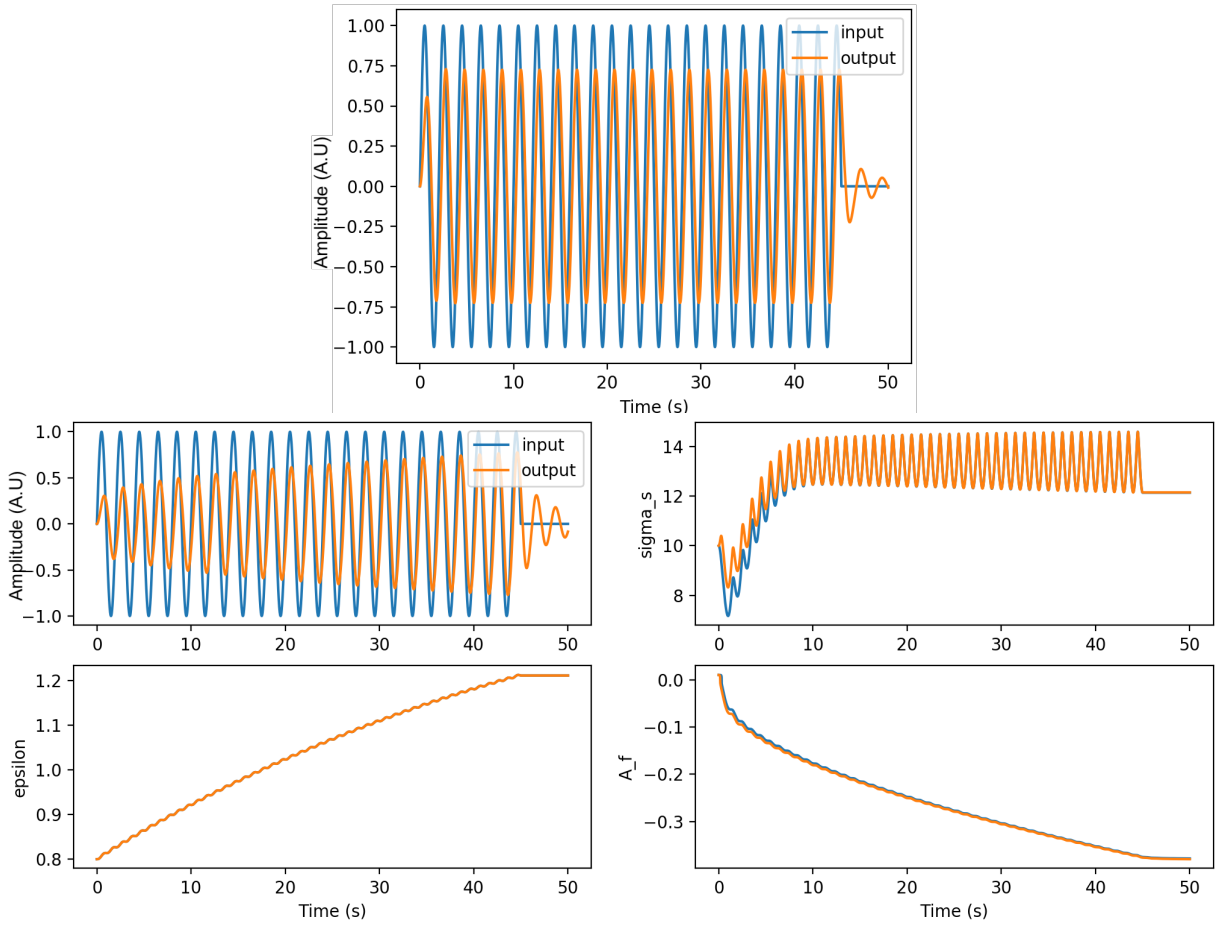 1.00
0.75
0.50
0.25
0.00
−0.25
−0.50
−0.75
−1.00
Amplitude (A.U)
input
output
0 10 20 30 40 50
Time (s)
1.0
0.5
0.0
−0.5
−1.0
Amplitude (A.U)
input
output
0 10 20 30 40 50
14
12
10
8
sigma_s
0 10 20 30 40 50
1.2
1.1
1.0
0.9
0.8
epsilon
0 10 20 30 40 50
Time (s)
0.0
−0.1
−0.2
−0.3
A_f
0 10 20 30 40 50
Time (s)